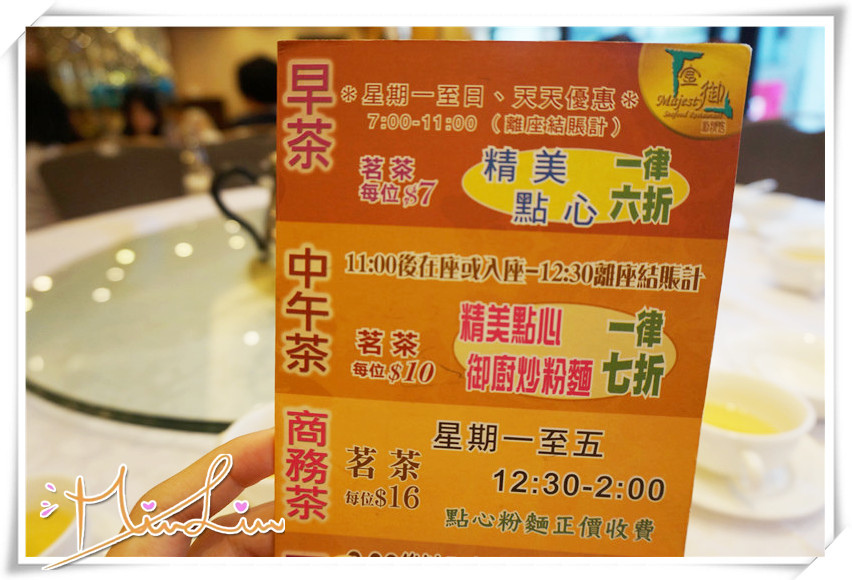 早茶
*星期一至日、天天優惠*
7:00-11:00（離座結賬計）
茗茶
每位$7
精美
點心
一律
六折
御
Majesty
Seafood Restaurant
中午茶
11:00後在座或入座-12:30離座結賬計
茗茶
每位$10
精美點心
御廚炒粉麵
一律
七折
商務茶
茗茶
每位$16
星期一至五
12:30-2:00
點心粉麵正價收費
MinLin